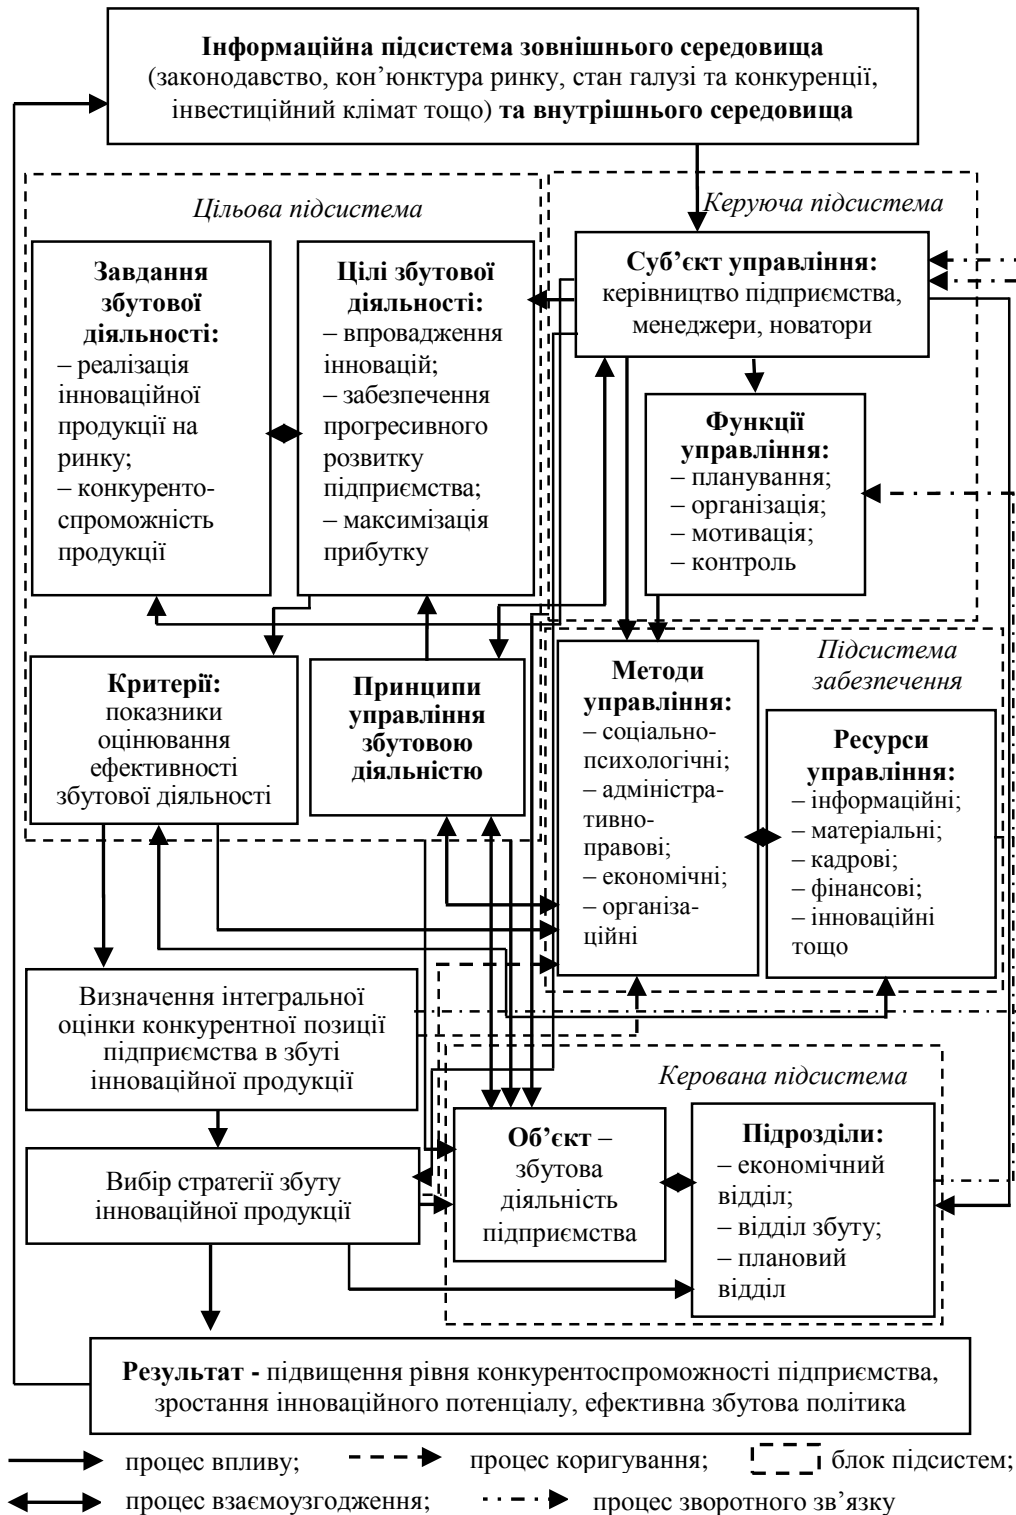 Інформаційна підсистема зовнішнього середовища
(законодавство, кон’юнктура ринку, стан галузі та конкуренції,
інвестиційний клімат тощо) та внутрішнього середовища
Цільова підсистема
Керуюча підсистема
Завдання
збутової
діяльності:
– реалізація
інноваційної
продукції на
ринку;
– конкуренто-
спроможність
продукції
Цілі збутової
діяльності:
– впровадження
інновацій;
– забезпечення
прогресивного
розвитку
підприємства;
– максимізація
прибутку
Суб’єкт управління:
керівництво підприємства,
менеджери, новатори
Функції
управління:
– планування;
– організація;
– мотивація;
– контроль
Критерії:
показники
оцінювання
ефективності
збутової діяльності
Принципи
управління
збутовою
діяльністю
Підсистема
забезпечення
Методи
управління:
– соціально-
психологічні;
– адміністра-
тивно-
правові;
– економічні;
– організа-
ційні
Ресурси
управління:
– інформаційні;
– матеріальні;
– кадрові;
– фінансові;
– інноваційні
тощо
Визначення інтегральної
оцінки конкурентної позиції
підприємства в збуті
інноваційної продукції
Вибір стратегії збуту
інноваційної продукції
Керована підсистема
Об’єкт –
збутова
діяльність
підприємства
Підрозділи:
– економічний
відділ;
– відділ збуту;
– плановий
відділ
Результат - підвищення рівня конкурентоспроможності підприємства,
зростання інноваційного потенціалу, ефективна збутова політика
процес впливу;
процес коригування;
блок підсистем;
процес взаємоузгодження;
процес зворотного зв’язку